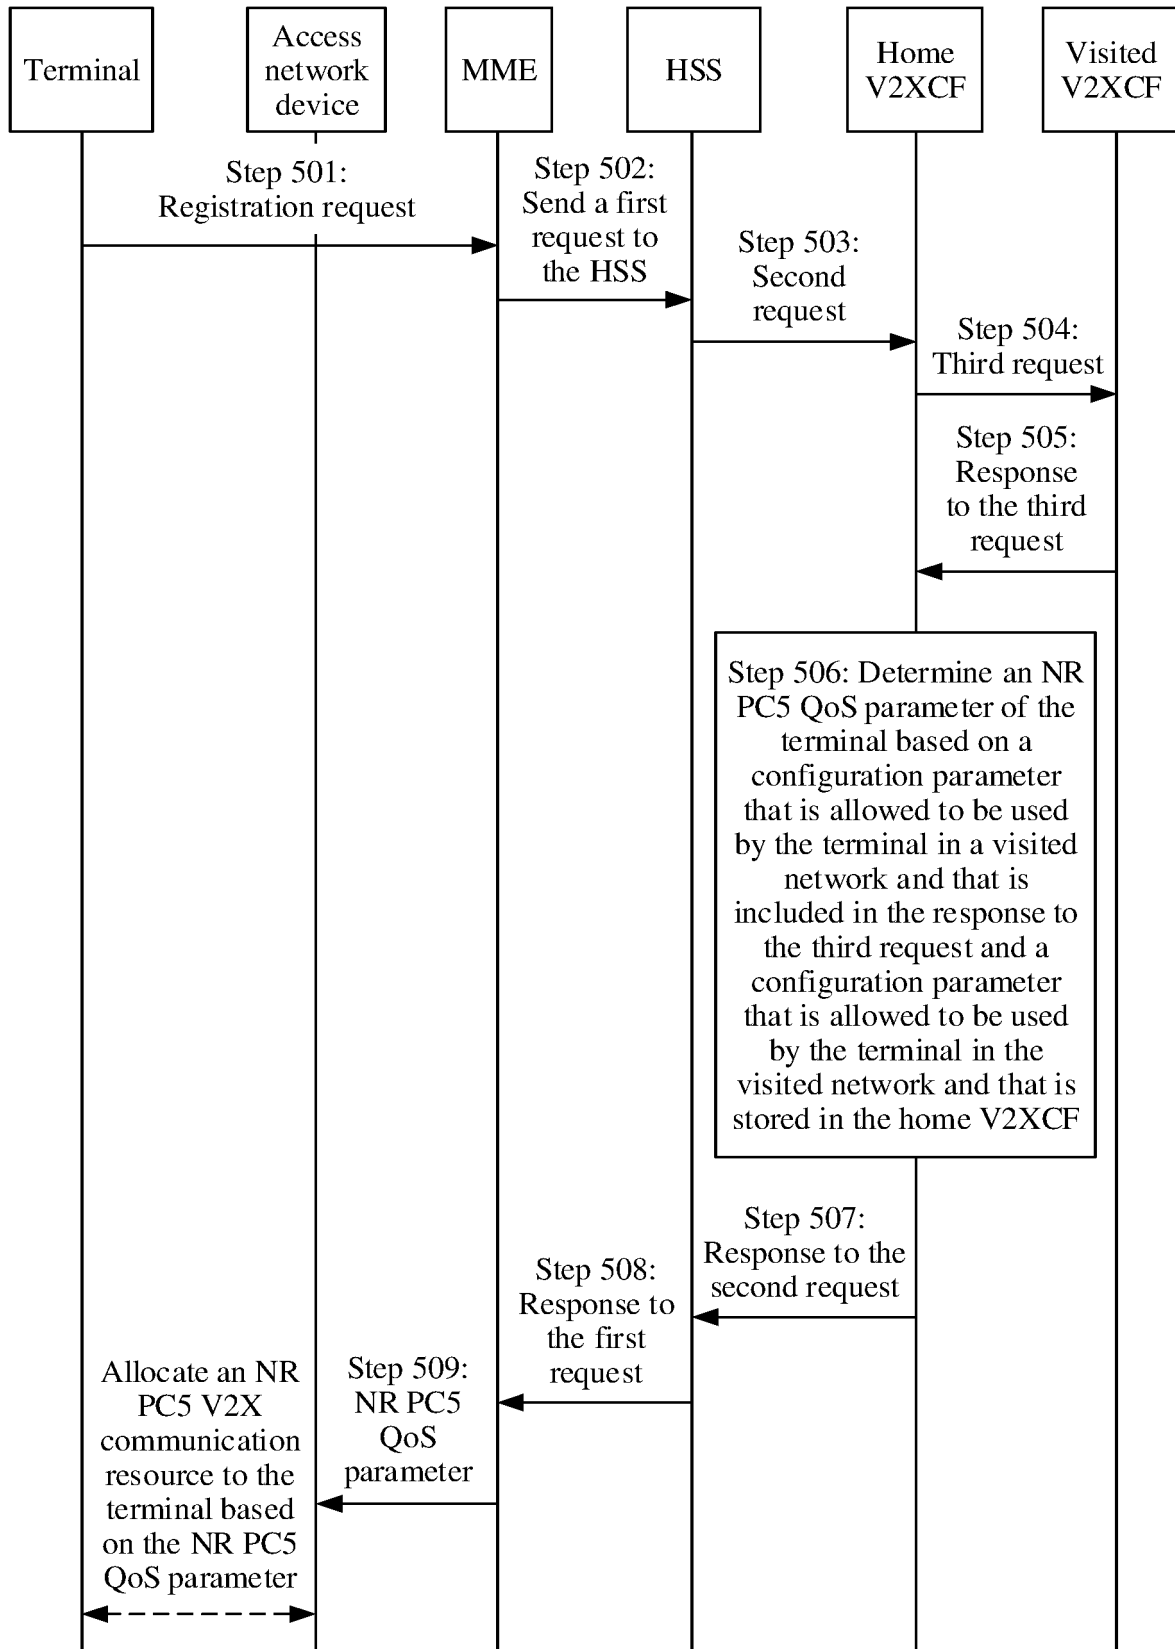 Terminal
Access
network
device
MME
HSS
Home
V2XCF
Visited
V2XCF
Step 501:
Registration request
Step 502:
Send a first
request to
the HSS
Step 503:
Second
request
Step 504:
Third request
Step 505:
Response
to the third
request
Step 506: Determine an NR
PC5 QoS parameter of the
terminal based on a
configuration parameter
that is allowed to be used
by the terminal in a visited
network and that is
included in the response to
the third request and a
configuration parameter
that is allowed to be used
by the terminal in the
visited network and that is
stored in the home V2XCF
Step 507:
Response to the
second request
Step 508:
Response to
the first
request
Step 509:
NR PC5
QoS
parameter
Allocate an NR
PC5 V2X
communication
resource to the
terminal based
on the NR PC5
QoS parameter